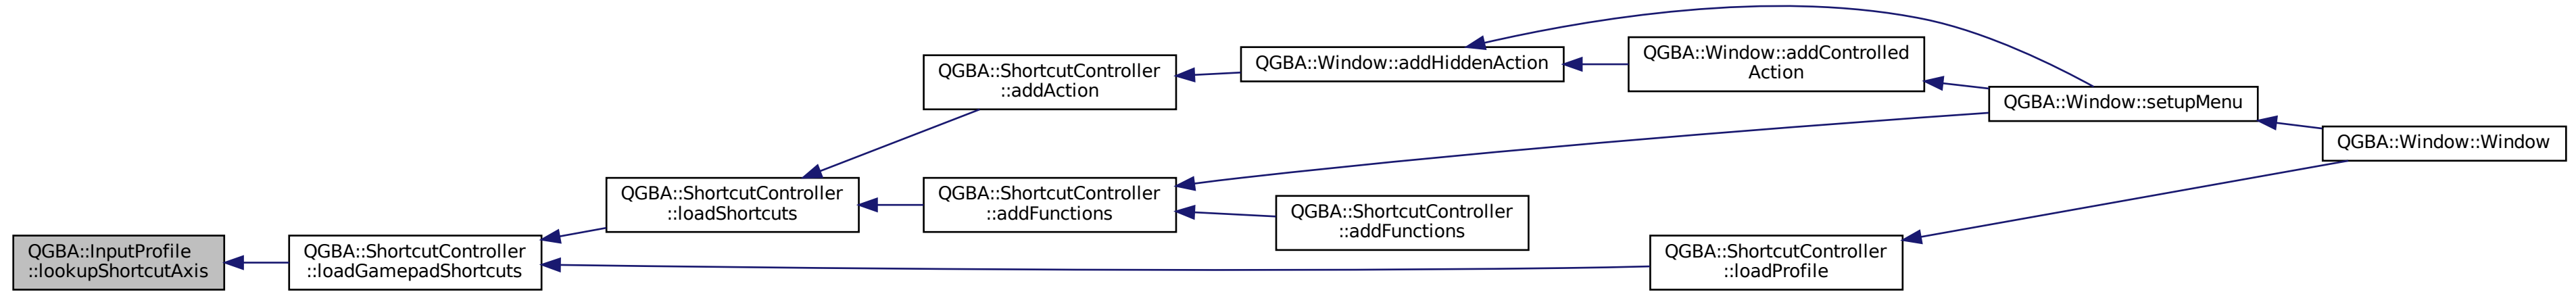 QGBA::InputProfile
::lookupShortcutAxis
QGBA::ShortcutController
::loadGamepadShortcuts
QGBA::ShortcutController
::loadShortcuts
QGBA::ShortcutController
::addAction
QGBA::Window::addHiddenAction
QGBA::Window::addControlled
Action
QGBA::Window::setupMenu
QGBA::Window::Window
QGBA::ShortcutController
::addFunctions
QGBA::ShortcutController
::addFunctions
QGBA::ShortcutController
::loadProfile